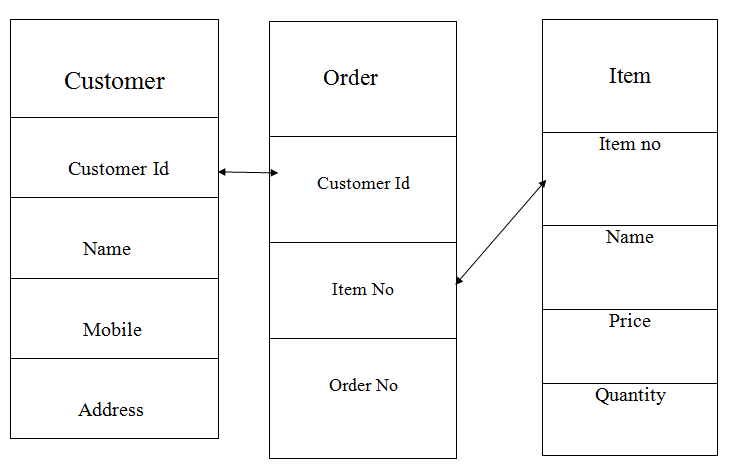 Customer
Customer Id
Name
Mobile
Address
Order
Customer Id
Item No
Order No
Item
Item no
Name
Price
Quantity